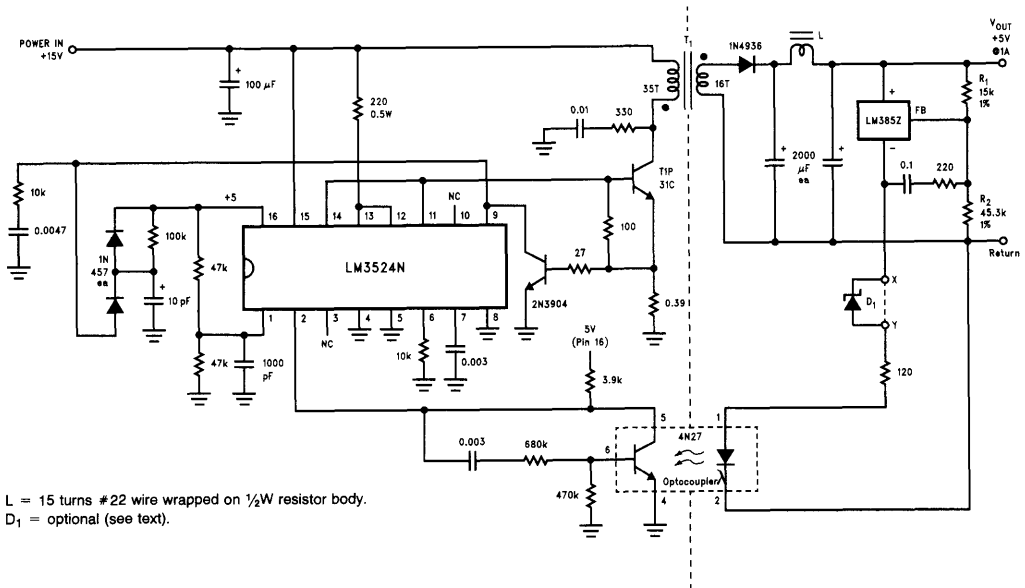 POWER IN
+15V
+
100 μF
220
0.5W
T1
35T
16T
1N4936
L
VOUT
+5V
@1A
R1
15k
1%
+
LM385Z
FB
−
0.01
330
T1P
31C
+
2000
μF
ea
+
0.1
220
R2
45.3k
1%
Return
10k
0.0047
+5
1N
457
ea
100k
+
10 pF
47k
16
15
14
13
12
11
NC
10
9
LM3524N
1
2
3
4
5
6
7
8
NC
47k
1000
pF
10k
0.003
2N3904
27
100
0.39
5V
(Pin 16)
3.9k
X
D1
Y
120
0.003
680k
470k
6
5
4N27
Optocoupler
λ
4
1
2
L = 15 turns #22 wire wrapped on ½W resistor body.
D1 = optional (see text).